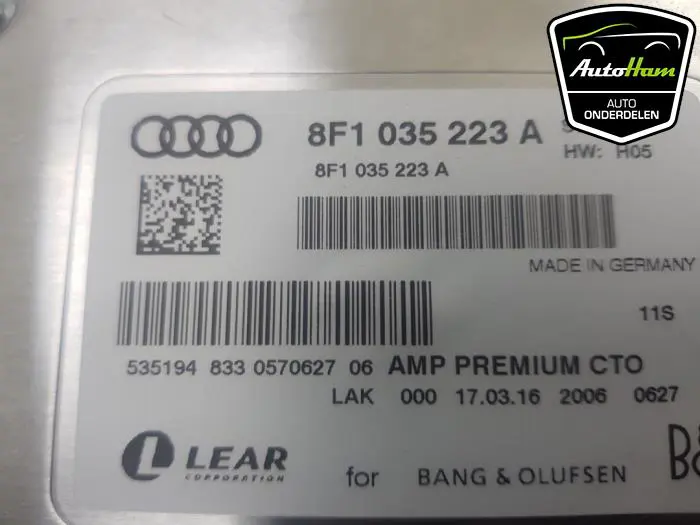 AutoHam
AUTO
ONDERDELEN
8F1 035 223 A
HW: H05
8F1 035 223 A
MADE IN GERMANY
11S
535194 833 0570627 06 AMP PREMIUM CTO
LAK 000 17.03.16 2006 0627
LEAR
CORPORATION
for BANG & OLUFSEN